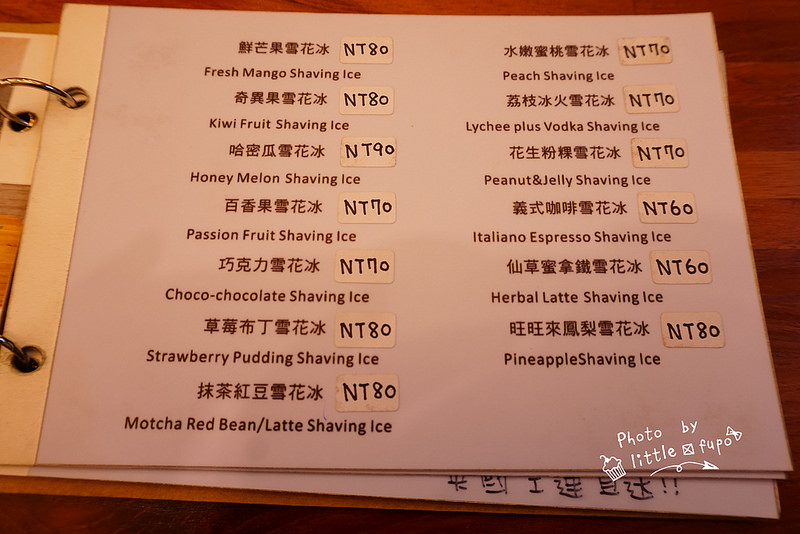 鮮芒果雪花冰 NT80
Fresh Mango Shaving Ice
奇異果雪花冰 NT80
Kiwi Fruit Shaving Ice
哈密瓜雪花冰 NT90
Honey Melon Shaving Ice
百香果雪花冰 NT70
Passion Fruit Shaving Ice
巧克力雪花冰 NT70
Choco-chocolate Shaving Ice
草莓布丁雪花冰 NT80
Strawberry Pudding Shaving Ice
抹茶紅豆雪花冰 NT80
Motcha Red Bean/Latte Shaving Ice
水嫩蜜桃雪花冰 NT70
Peach Shaving Ice
荔枝冰火雪花冰 NT70
Lychee plus Vodka Shaving Ice
花生粉粿雪花冰 NT70
Peanut&Jelly Shaving Ice
義式咖啡雪花冰 NT60
Italiano Espresso Shaving Ice
仙草蜜拿鐵雪花冰 NT60
Herbal Latte Shaving Ice
旺旺來鳳梨雪花冰 NT80
PineappleShaving Ice
Photo by
little fupo